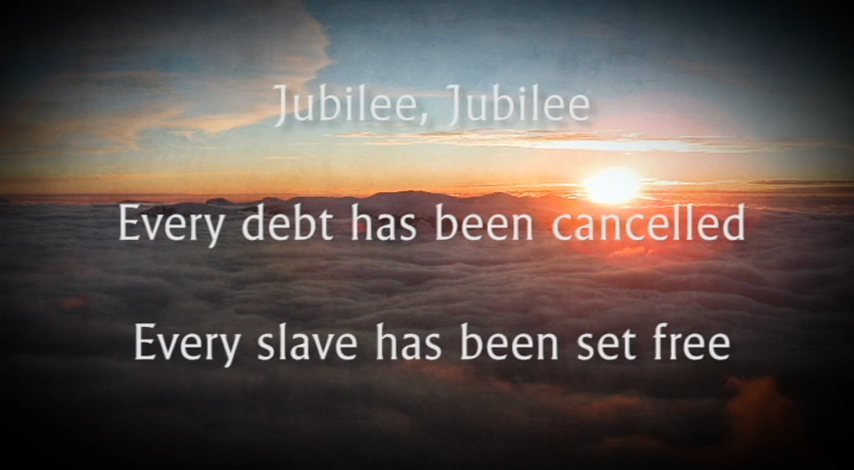 Jubilee, Jubilee
Every debt has been cancelled
Every slave has been set free